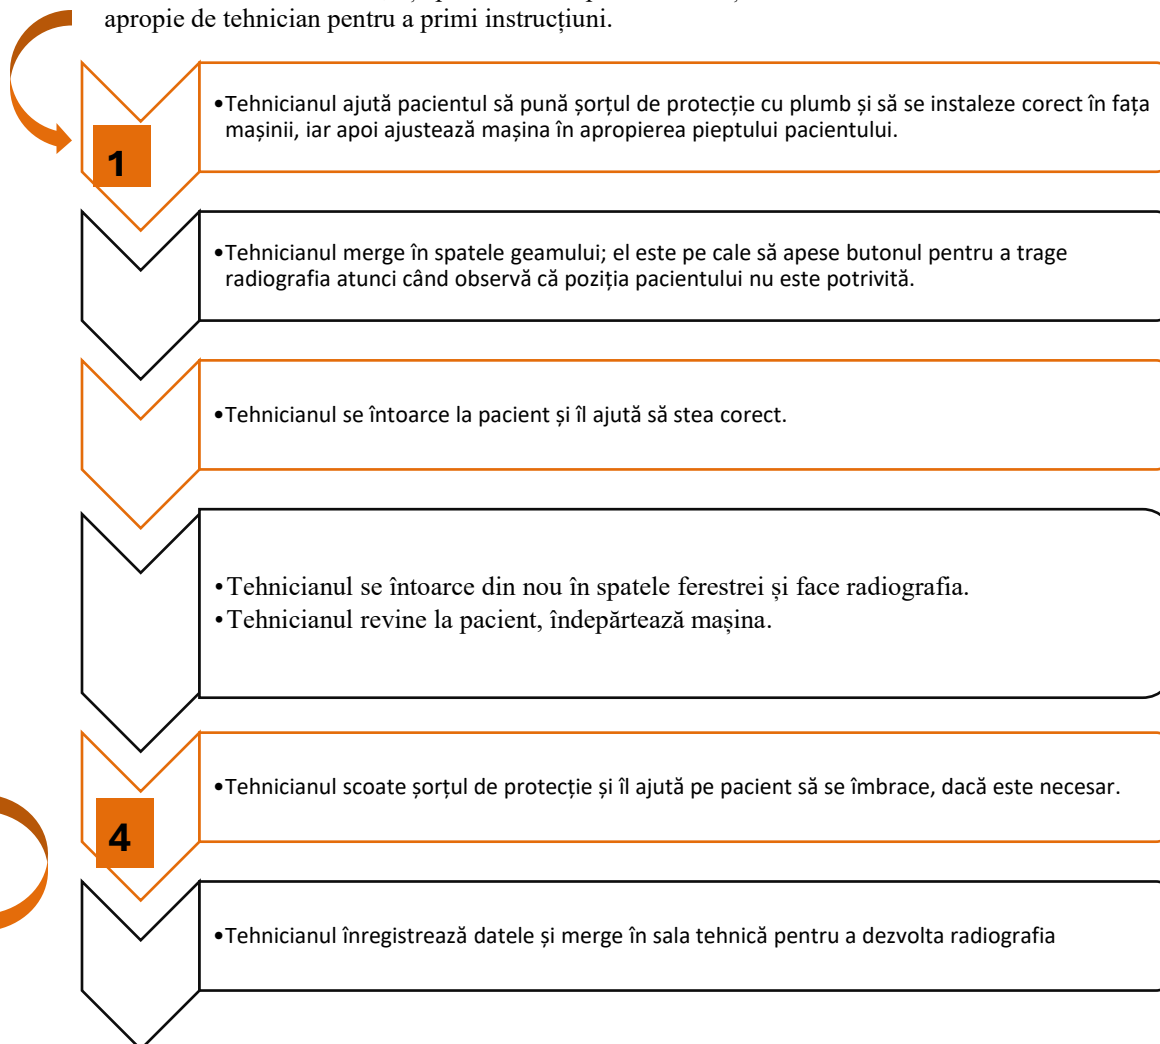 apropie de tehnician pentru a primi instrucțiuni.
•Tehnicianul ajută pacientul să pună șorțul de protecție cu plumb și să se instaleze corect în fața
mașinii, iar apoi ajustează mașina în apropierea pieptului pacientului.
1
•Tehnicianul merge în spatele geamului; el este pe cale să apese butonul pentru a trage
radiografia atunci când observă că poziția pacientului nu este potrivită.
•Tehnicianul se întoarce la pacient și îl ajută să stea corect.
•Tehnicianul se întoarce din nou în spatele ferestrei și face radiografia.
•Tehnicianul revine la pacient, îndepărtează mașina.
•Tehnicianul scoate șorțul de protecție și îl ajută pe pacient să se îmbrace, dacă este necesar.
4
•Tehnicianul înregistrează datele și merge în sala tehnică pentru a dezvolta radiografia